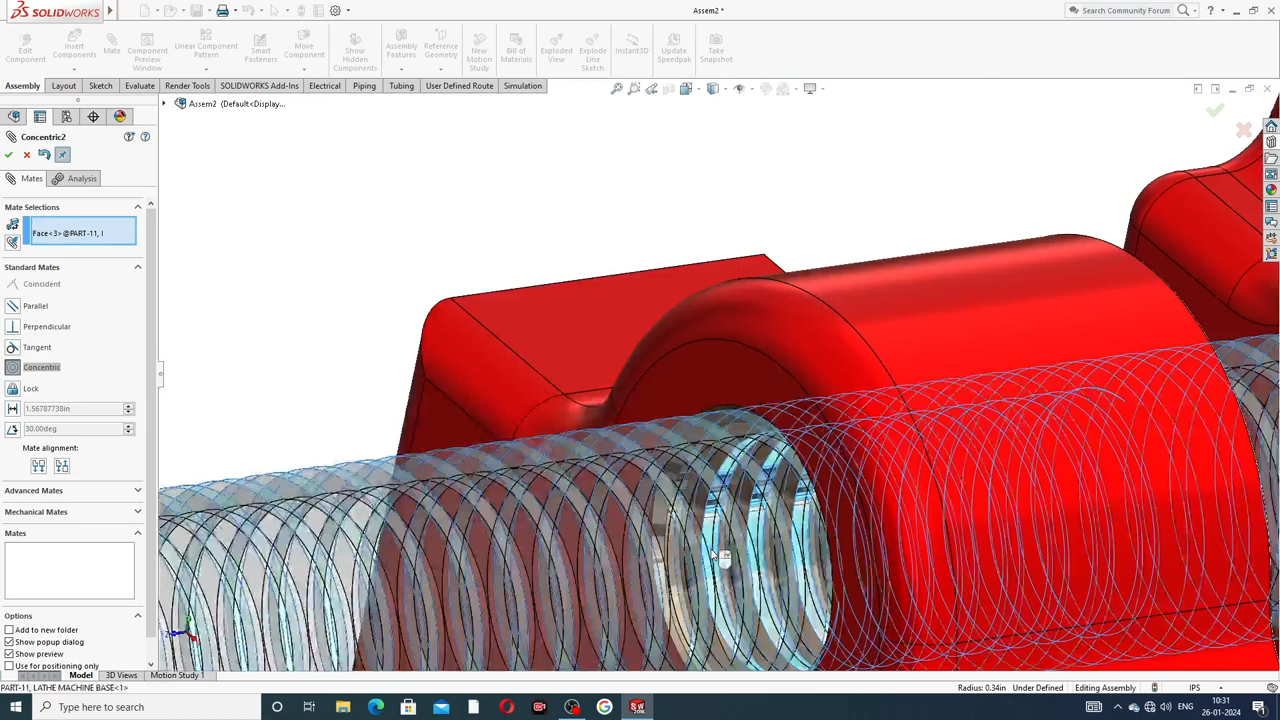 SOLIDWORKS
Assem2 *
Search Community Forum
Edit Component
Insert Components
Mate
Component Preview Window
Linear Component Pattern
Smart Fasteners
Move Component
Show Hidden Components
Assembly Features
Reference Geometry
New Motion Study
Bill of Materials
Exploded View
Explode Line Sketch
Instant3D
Update Speedpak
Take Snapshot
Assembly Layout Sketch Evaluate Render Tools SOLIDWORKS Add-Ins Electrical Piping Tubing User Defined Route Simulation
Assem2 (Default<Display...
Concentric2
Mates Analysis
Mate Selections
Face<3>@PART-11, l
Standard Mates
Coincident
Parallel
Perpendicular
Tangent
Concentric
Lock
1.56787738in
30.00deg
Mate alignment:
Advanced Mates
Mechanical Mates
Mates
Options
Add to new folder
Show popup dialog
Show preview
Use for positioning only
Model 3D Views Motion Study 1
PART-11, LATHE MACHINE BASE<1>
Radius: 0.34in Under Defined Editing Assembly IPS
Type here to search
ENG
10:31
26-01-2024